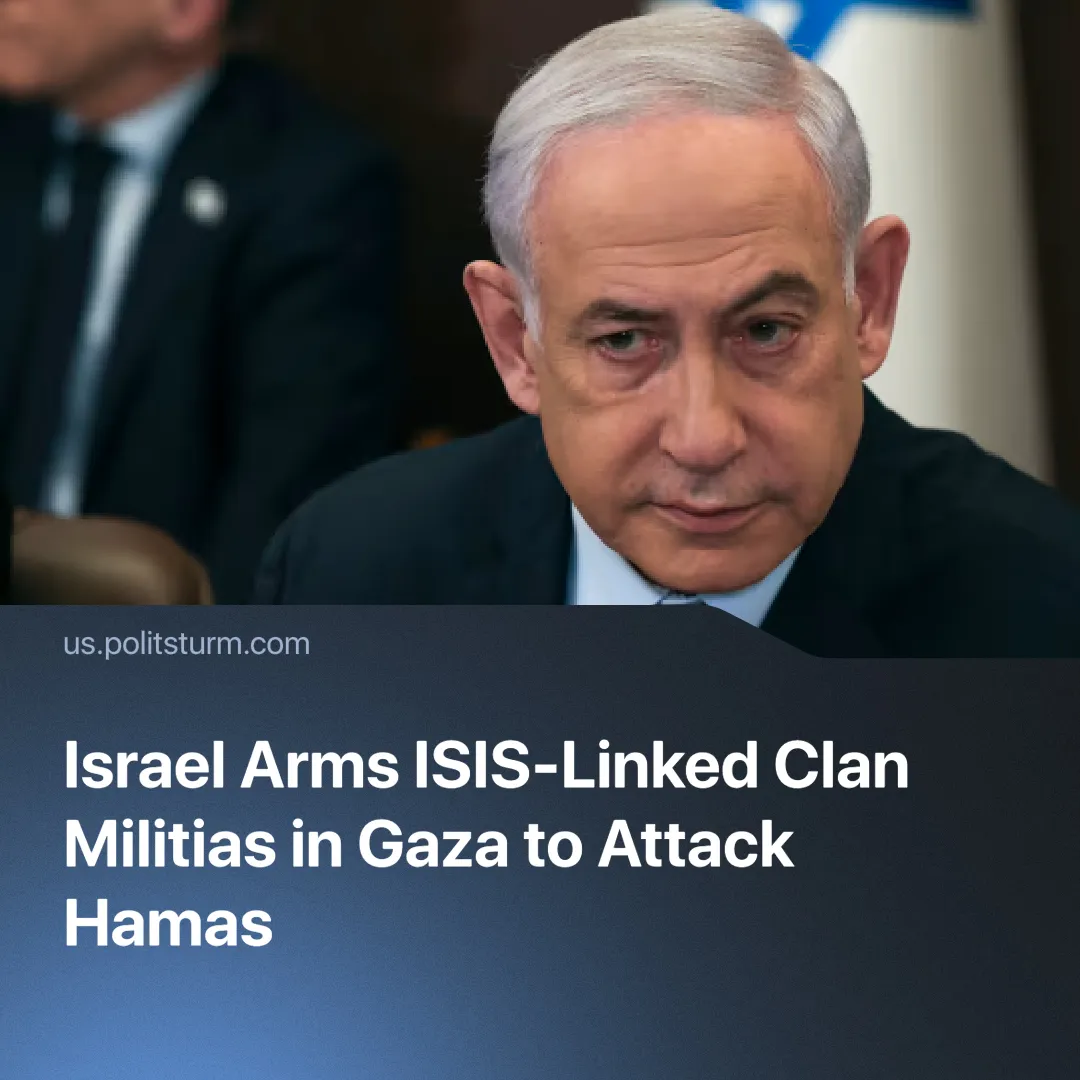 us.politsturm.com
Israel Arms ISIS-Linked Clan
Militias in Gaza to Attack
Hamas